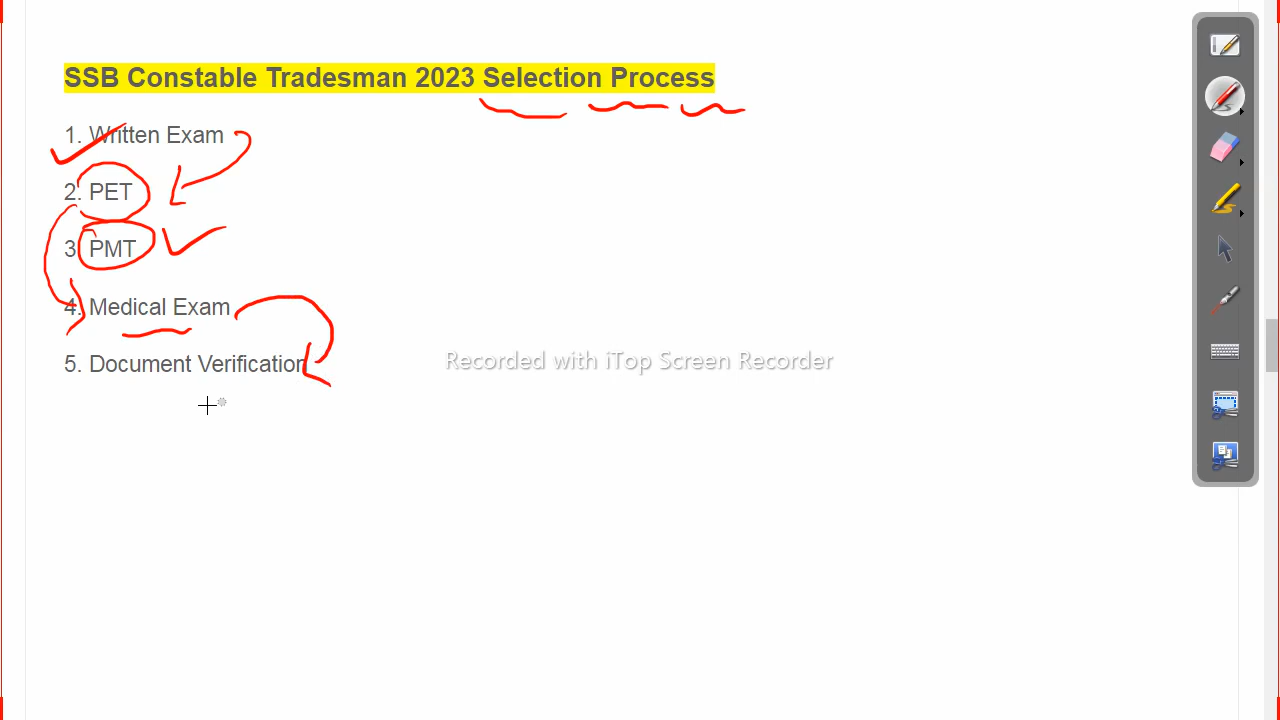 SSB Constable Tradesman 2023 Selection Process
1. Written Exam
2. PET
3. PMT
4. Medical Exam
5. Document Verification
Recorded with iTop Screen Recorder